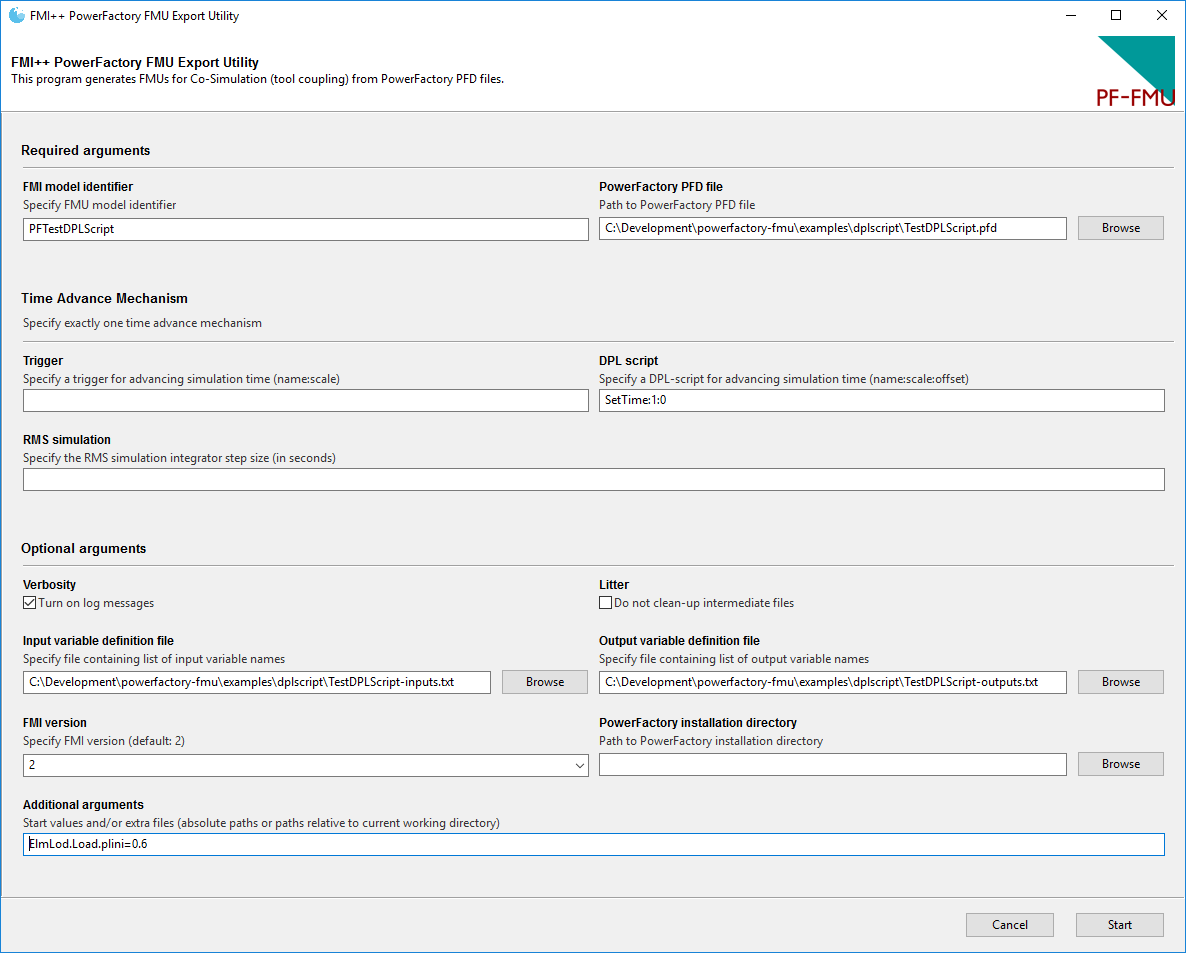 FMI++ PowerFactory FMU Export Utility
FMI++ PowerFactory FMU Export Utility
This program generates FMUs for Co-Simulation (tool coupling) from PowerFactory PFD files.
PF-FMU
Required arguments
FMI model identifier
Specify FMU model identifier
PFTestDPLScript
PowerFactory PFD file
Path to PowerFactory PFD file
C:\Development\powerfactory-fmu\examples\dplscript\TestDPLScript.pfd
Browse
Time Advance Mechanism
Specify exactly one time advance mechanism
Trigger
Specify a trigger for advancing simulation time (name:scale)
DPL script
Specify a DPL-script for advancing simulation time (name:scale:offset)
SetTime:1:0
RMS simulation
Specify the RMS simulation integrator step size (in seconds)
Optional arguments
Verbosity
Turn on log messages
Litter
Do not clean-up intermediate files
Input variable definition file
Specify file containing list of input variable names
C:\Development\powerfactory-fmu\examples\dplscript\TestDPLScript-inputs.txt
Browse
Output variable definition file
Specify file containing list of output variable names
C:\Development\powerfactory-fmu\examples\dplscript\TestDPLScript-outputs.txt
Browse
FMI version
Specify FMI version (default: 2)
2
PowerFactory installation directory
Path to PowerFactory installation directory
Browse
Additional arguments
Start values and/or extra files (absolute paths or paths relative to current working directory)
ElmLod.Load.plini=0.6
Cancel
Start